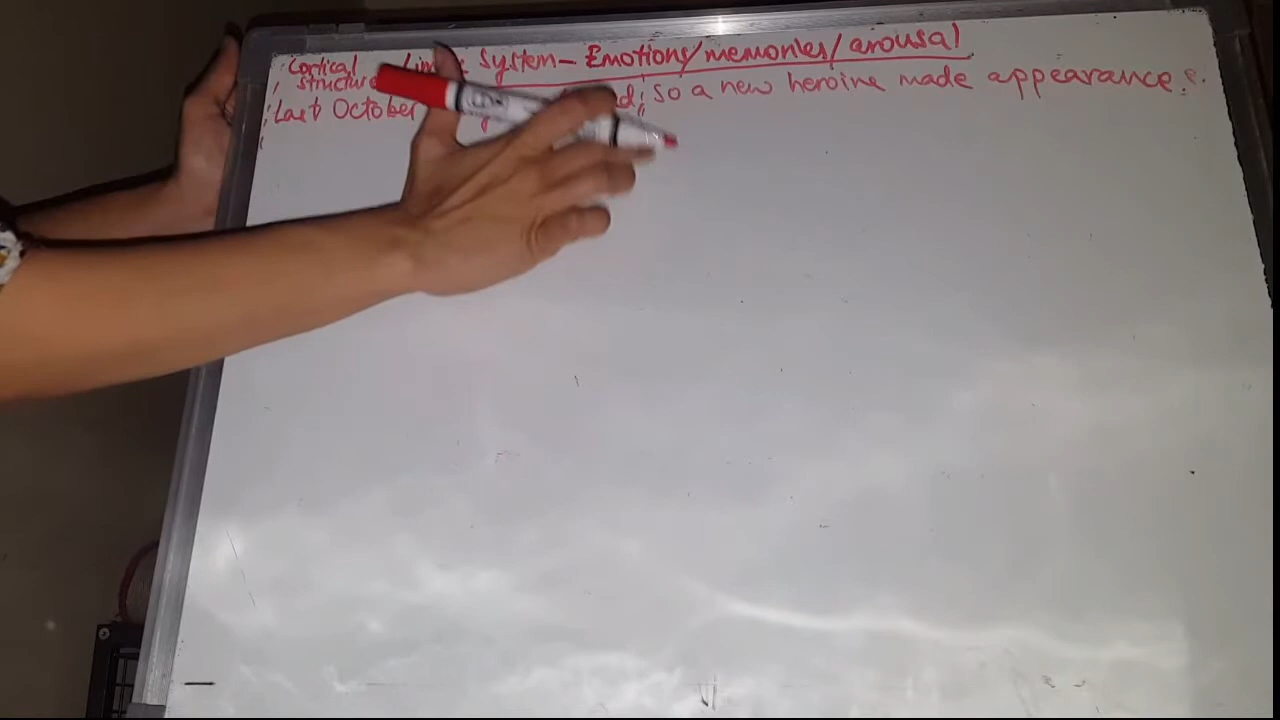 Cortical System - Emotions/memories/arousal
structure
Last October ; so a new heroine made appearance